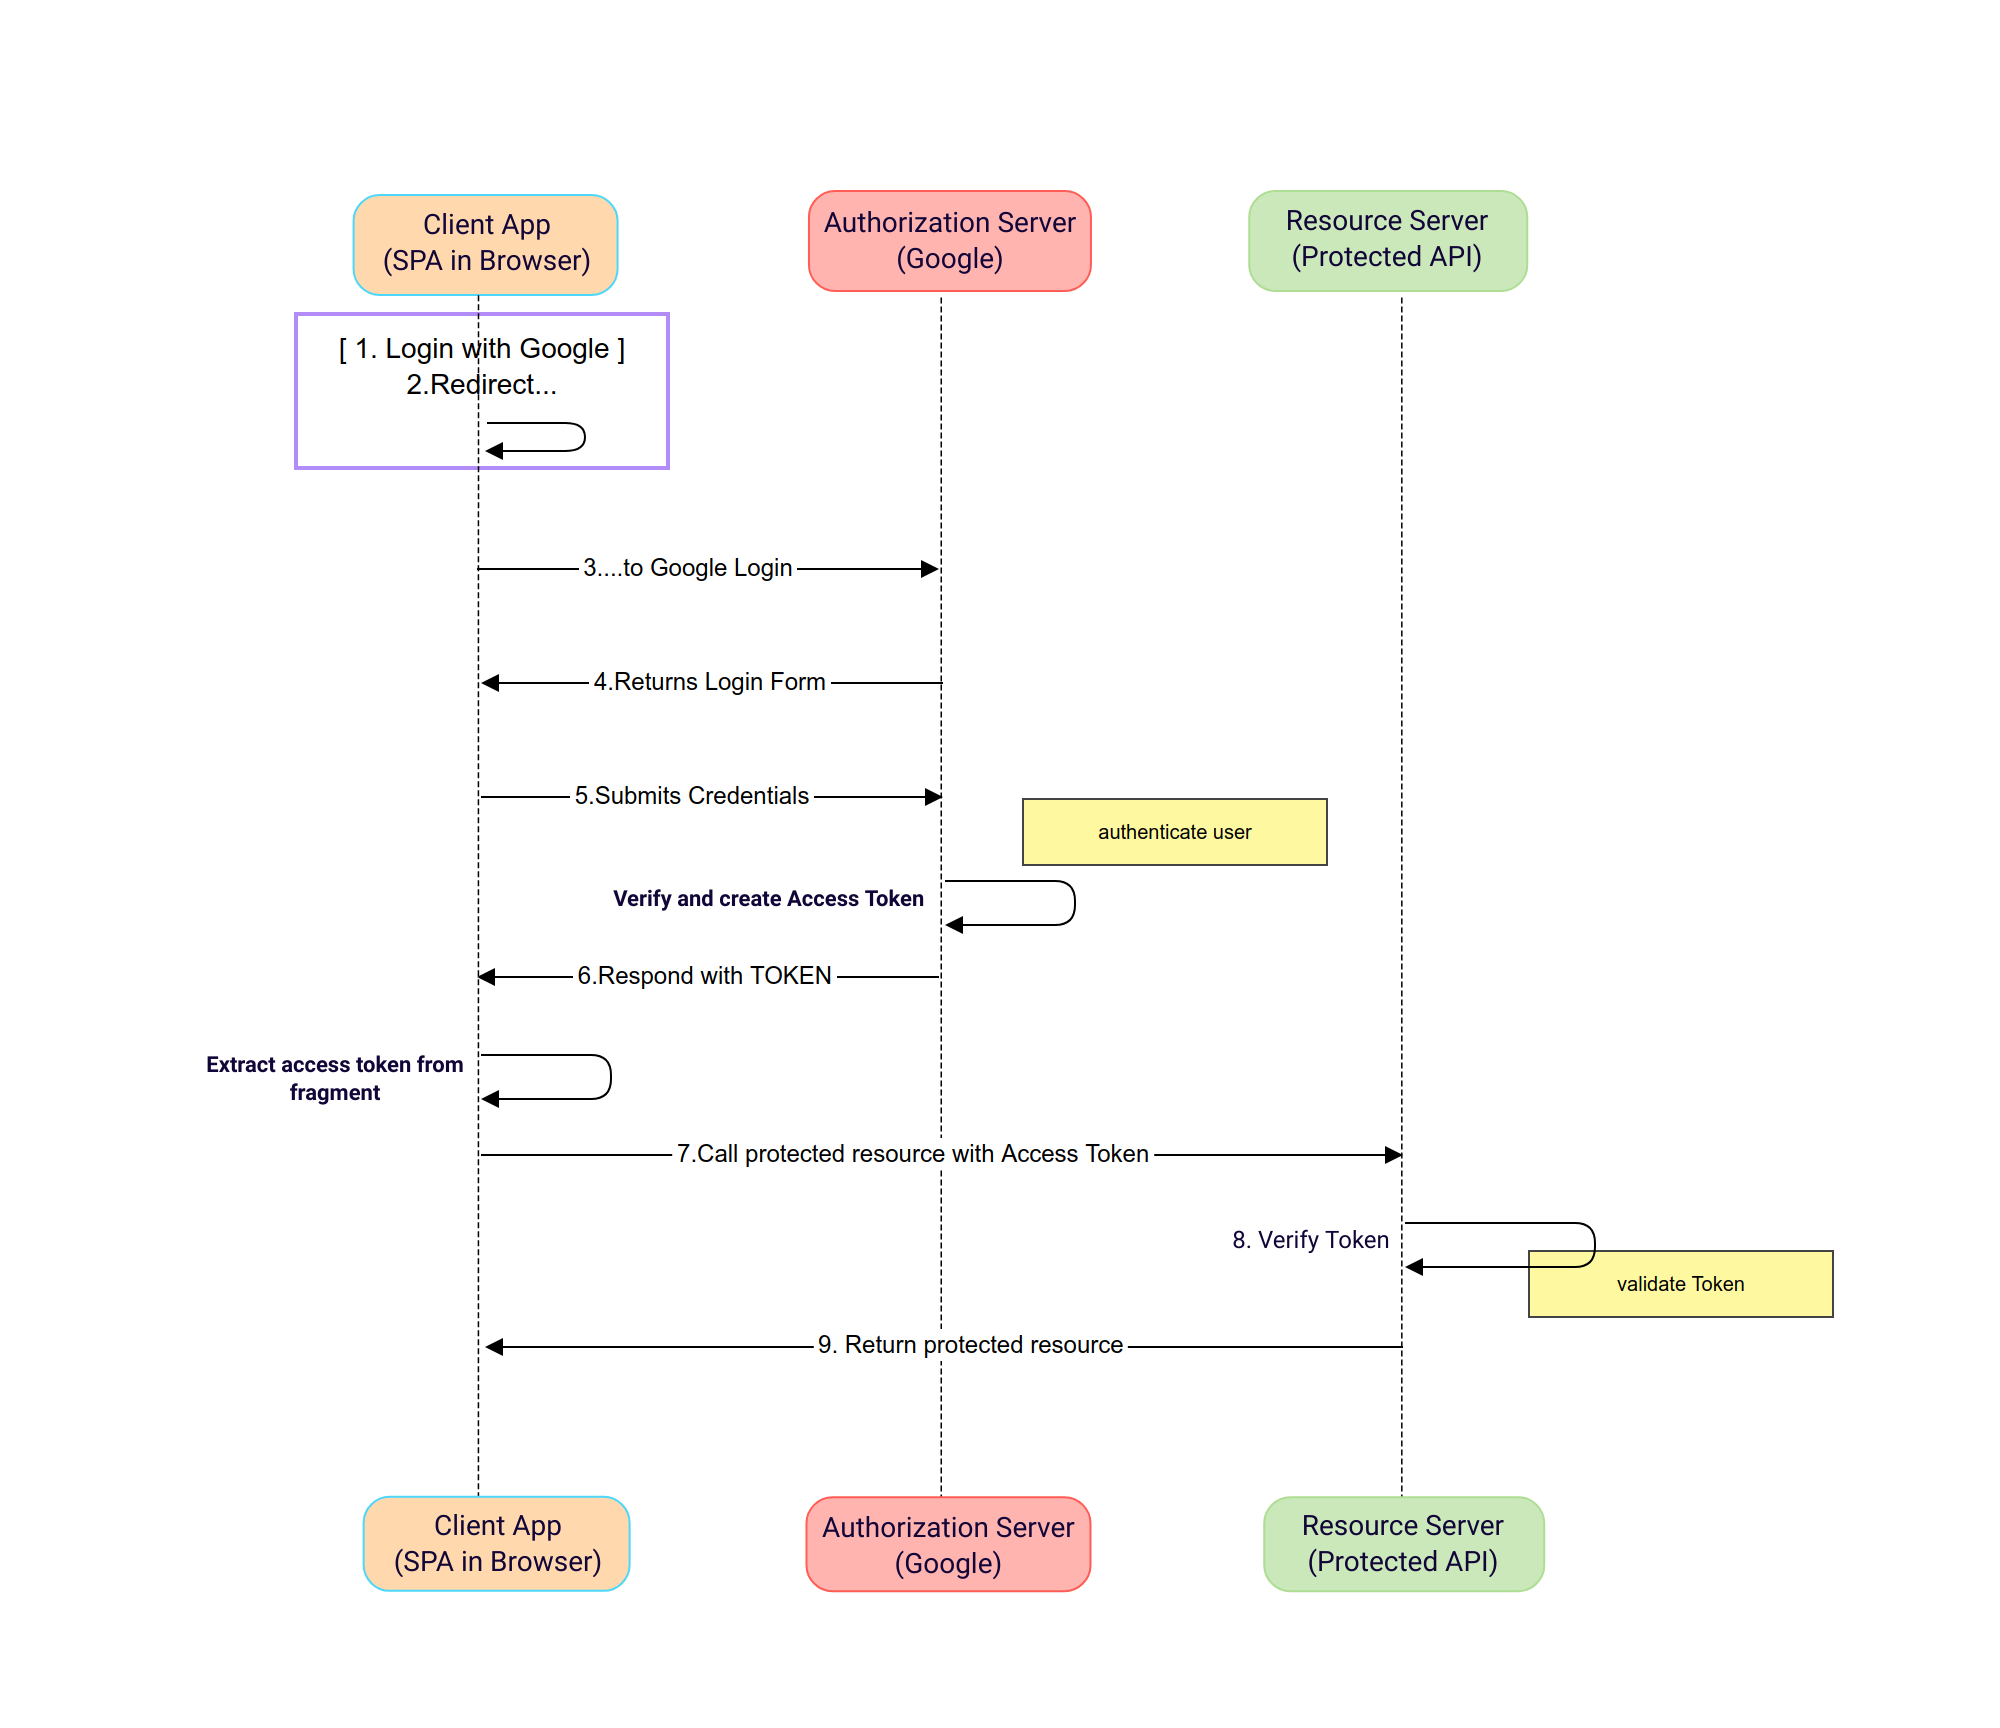 Client App
(SPA in Browser)
Authorization Server
(Google)
Resource Server
(Protected API)
[ 1. Login with Google ]
2.Redirect...
3....to Google Login
4.Returns Login Form
5.Submits Credentials
authenticate user
Verify and create Access Token
6.Respond with TOKEN
Extract access token from
fragment
7.Call protected resource with Access Token
8. Verify Token
validate Token
9. Return protected resource
Client App
(SPA in Browser)
Authorization Server
(Google)
Resource Server
(Protected API)